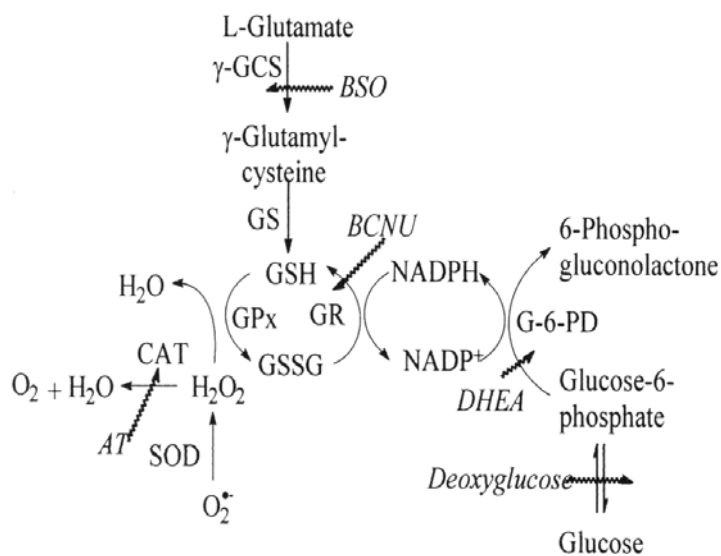 L-Glutamate
γ-GCS
BSO
γ-Glutamyl-
cysteine
GS
BCNU
6-Phospho-
gluconolactone
GSH
NADPH
H₂O
GPx
GR
G-6-PD
CAT
GSSG
NADP⁺
O₂ + H₂O
H₂O₂
DHEA
Glucose-6-
phosphate
AT
SOD
Deoxyglucose
O₂•-
Glucose